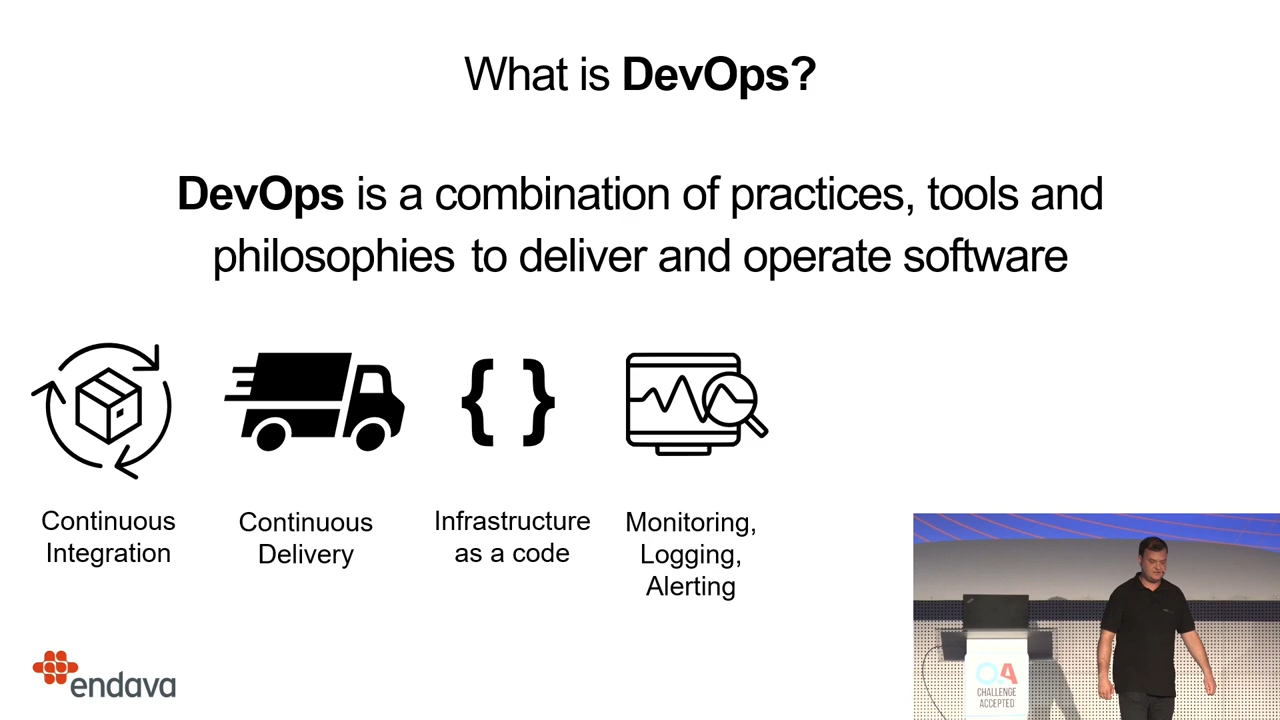 What is DevOps?
DevOps is a combination of practices, tools and
philosophies to deliver and operate software
{ }
Continuous
Integration
Continuous
Delivery
Infrastructure
as a code
Monitoring,
Logging,
Alerting
endava
QA
CHALLENGE
ACCEPTED